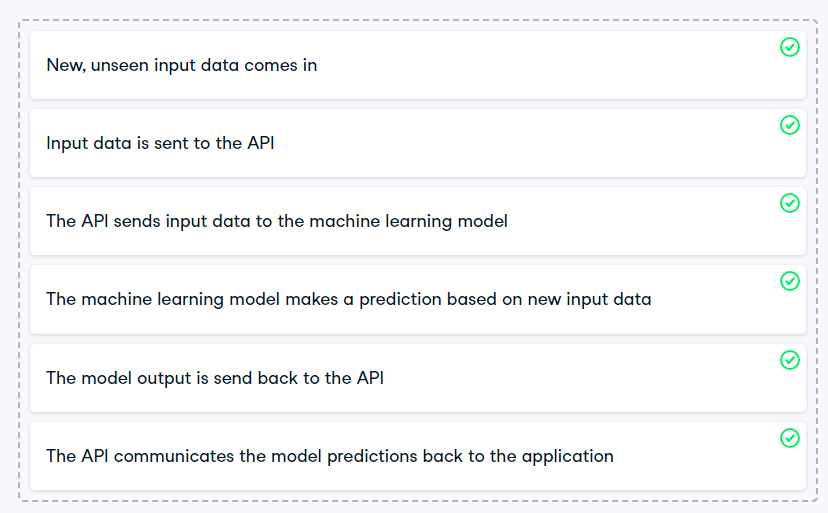 New, unseen input data comes in
Input data is sent to the API
The API sends input data to the machine learning model
The machine learning model makes a prediction based on new input data
The model output is send back to the API
The API communicates the model predictions back to the application